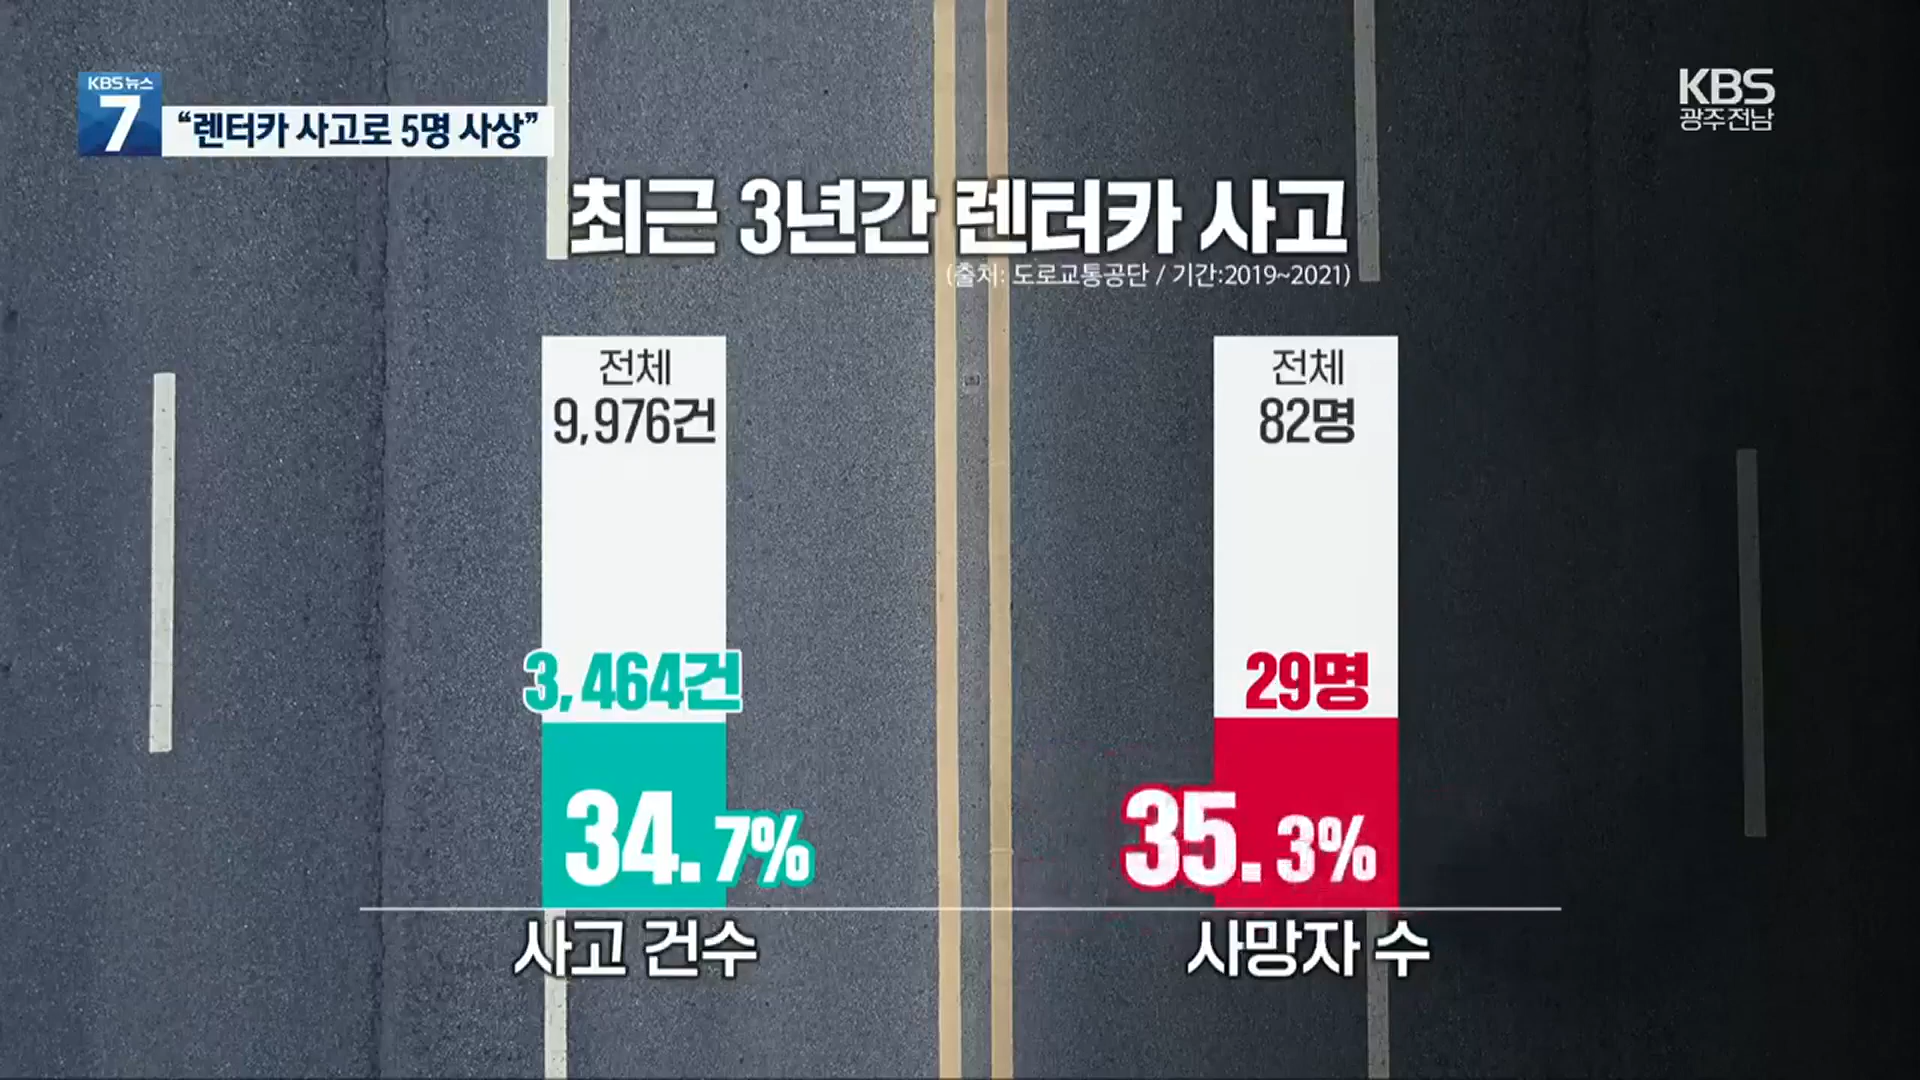 KBS 뉴스
7
“렌터카 사고로 5명 사상”
KBS
광주전남
최근 3년간 렌터카 사고
(출처: 도로교통공단 / 기간:2019~2021)
전체
9,976건
3,464건
34.7%
사고 건수
전체
82명
29명
35.3%
사망자 수